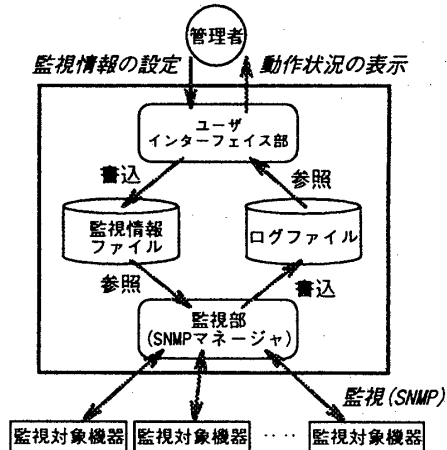 管理者
監視情報の設定
動作状況の表示
ユーザ
インターフェイス部
書込
参照
監視情報
ファイル
ログファイル
参照
書込
監視部
(SNMPマネージャ)
監視(SNMP)
監視対象機器
監視対象機器
‥‥
監視対象機器